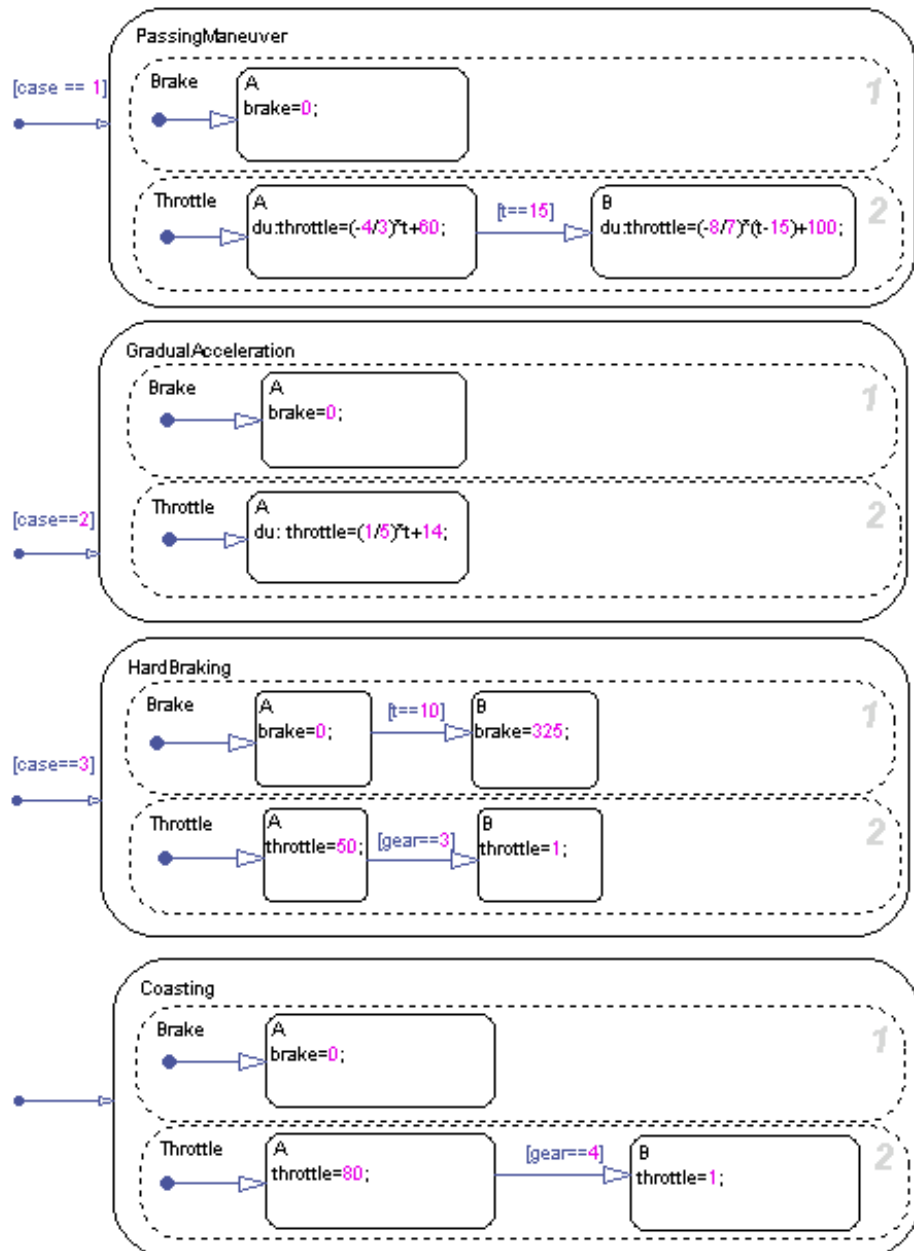 PassingManeuver
[case == 1]
Brake
A
brake=0;
1
Throttle
A
du:throttle=(-4/3)*t+60;
[t==15]
B
du:throttle=(-8/7)*(t-15)+100;
2
GradualAcceleration
Brake
A
brake=0;
1
[case==2]
Throttle
A
du: throttle=(1/5)*t+14;
2
HardBraking
Brake
A
brake=0;
[t==10]
B
brake=325;
1
[case==3]
Throttle
A
throttle=50;
[gear==3]
B
throttle=1;
2
Coasting
Brake
A
brake=0;
1
Throttle
A
throttle=80;
[gear==4]
B
throttle=1;
2